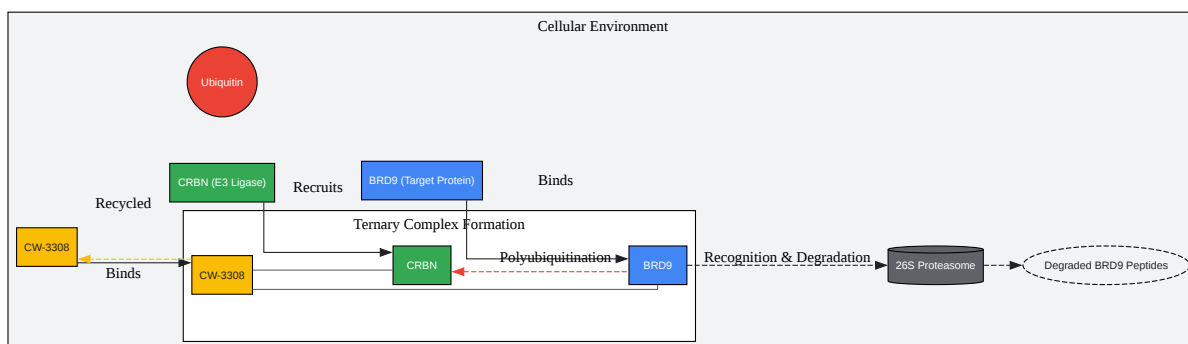 Cellular Environment
Ubiquitin
CRBN (E3 Ligase)
Recruits
BRD9 (Target Protein)
Binds
Recycled
Ternary Complex Formation
CW-3308
Binds
CW-3308
CRBN
Polyubiquitination
BRD9
Recognition & Degradation
26S Proteasome
Degraded BRD9 Peptides